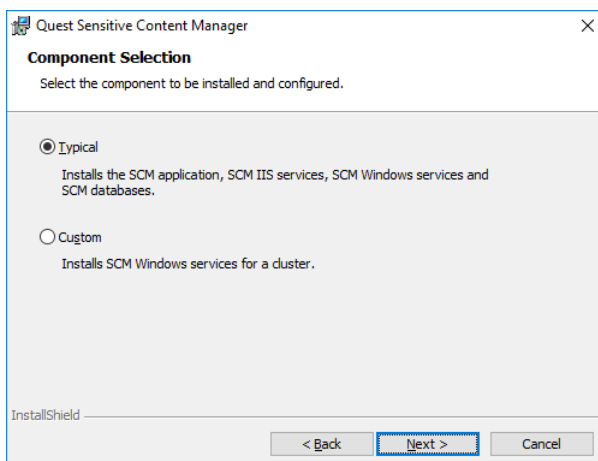 Quest Sensitive Content Manager
Component Selection
Select the component to be installed and configured.
Typical
Installs the SCM application, SCM IIS services, SCM Windows services and
SCM databases.
Custom
Installs SCM Windows services for a cluster.
InstallShield
< Back
Next >
Cancel